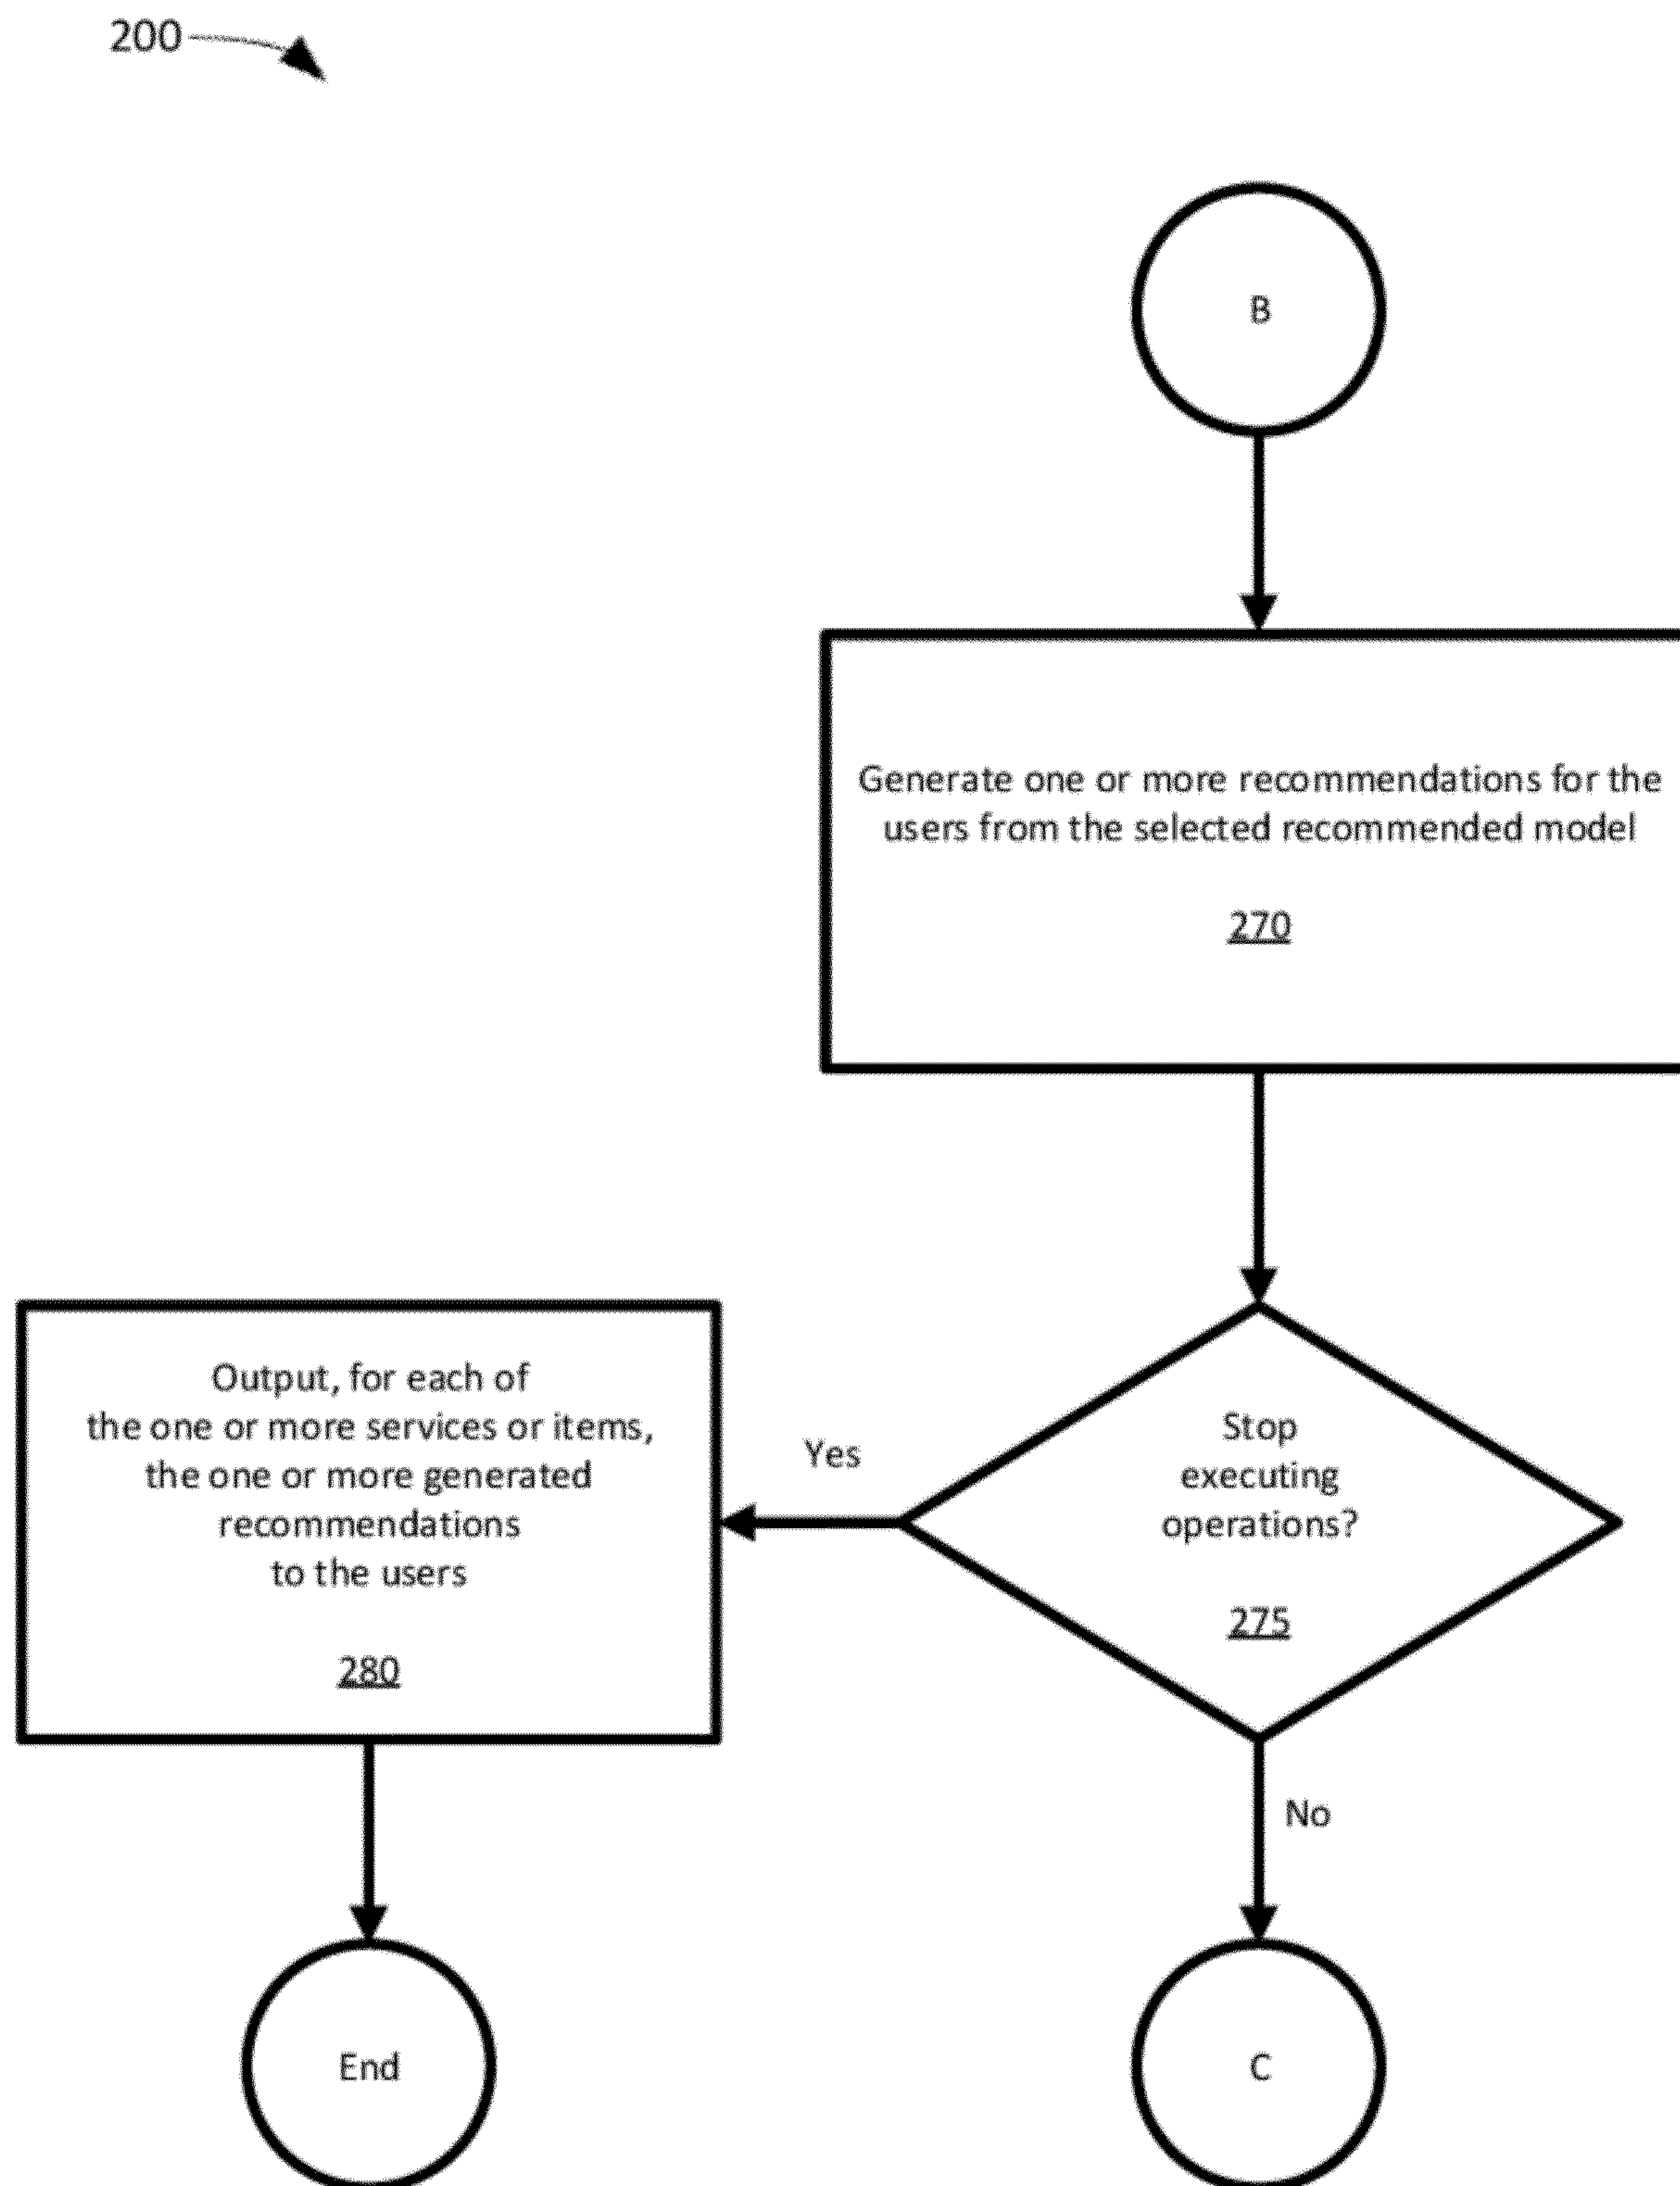 200
B
Generate one or more recommendations for the
users from the selected recommended model
270
Output, for each of
the one or more services or items,
the one or more generated
recommendations
to the users
280
Yes
Stop
executing
operations?
275
No
End
C